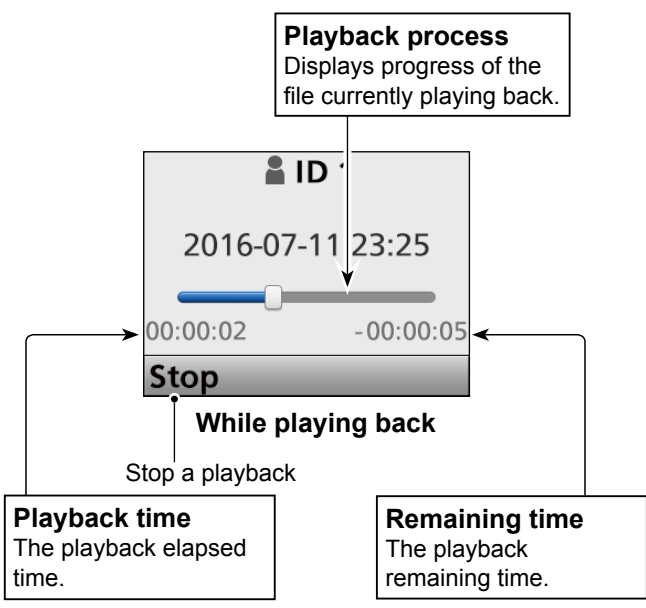 Playback process
Displays progress of the
file currently playing back.
ID
2016-07-11 23:25
00:00:02
-00:00:05
Stop
While playing back
Stop a playback
Playback time
The playback elapsed
time.
Remaining time
The playback
remaining time.